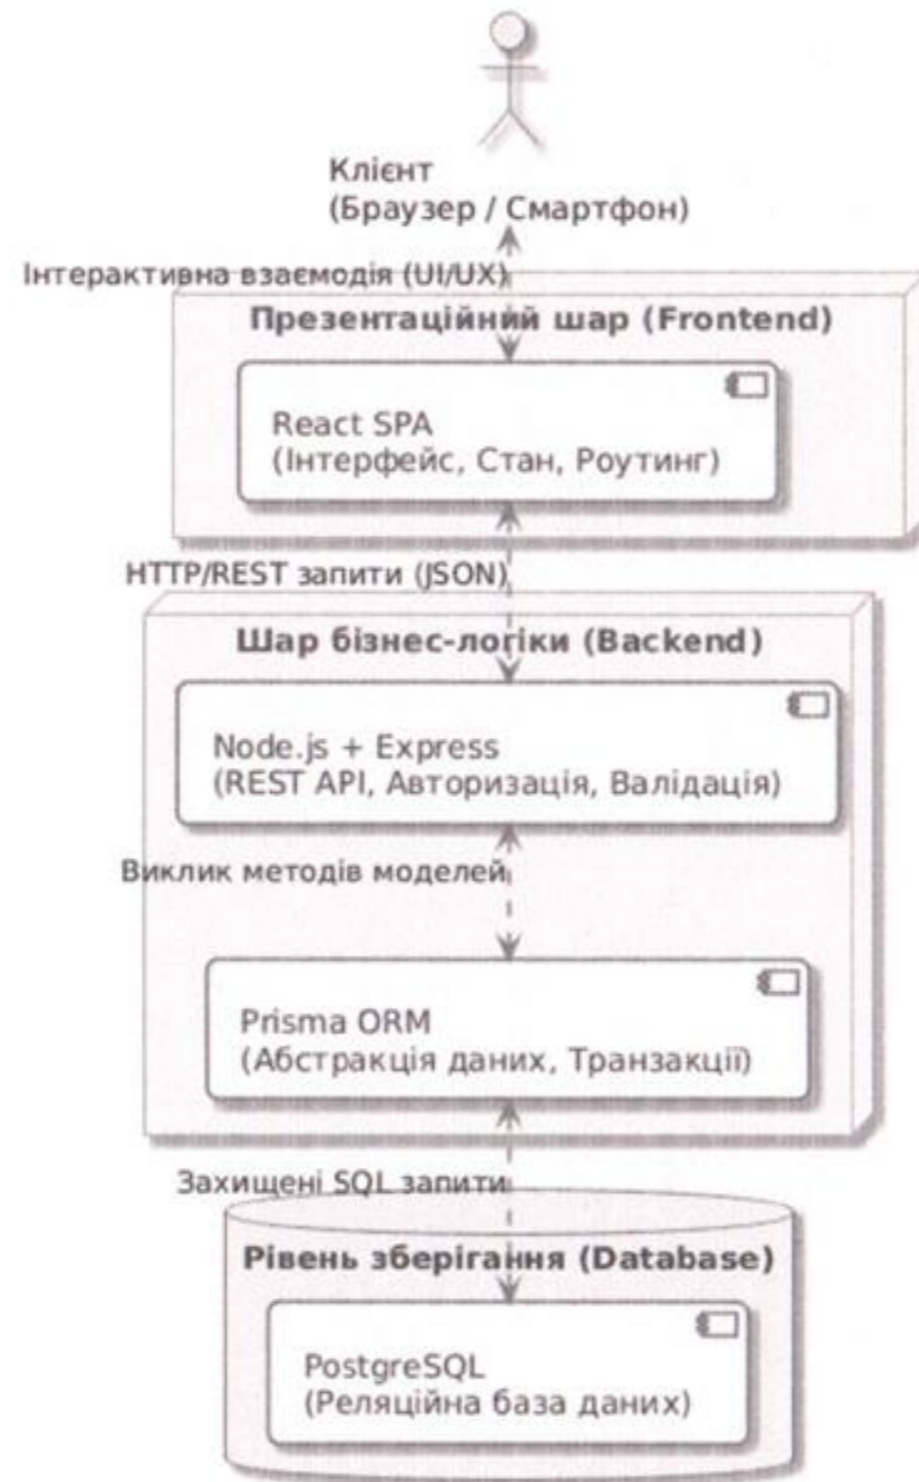 Клієнт
(Браузер / Смартфон)
Інтерактивна взаємодія (UI/UX)
Презентаційний шар (Frontend)
React SPA
(Інтерфейс, Стан, Роутинг)
HTTP/REST запити (JSON)
Шар бізнес-логіки (Backend)
Node.js + Express
(REST API, Авторизація, Валідація)
Виклик методів моделей
Prisma ORM
(Абстракція даних, Транзакції)
Захищені SQL запити
Рівень зберігання (Database)
PostgreSQL
(Реляційна база даних)